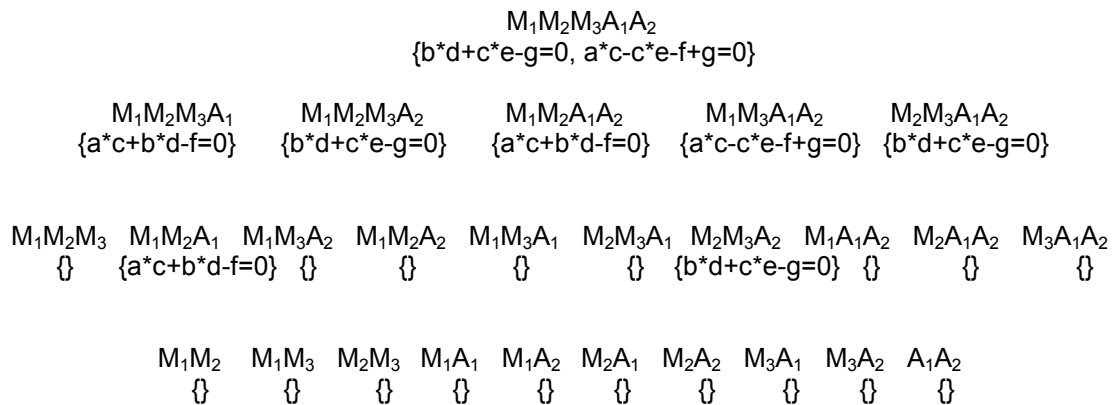 M₁M₂M₃A₁A₂
{b*d+c*e-g=0, a*c-c*e-f+g=0}
M₁M₂M₃A₁ M₁M₂M₃A₂ M₁M₂A₁A₂ M₁M₃A₁A₂ M₂M₃A₁A₂
{a*c+b*d-f=0} {b*d+c*e-g=0} {a*c+b*d-f=0} {a*c-c*e-f+g=0} {b*d+c*e-g=0}
M₁M₂M₃ M₁M₂A₁ M₁M₃A₂ M₁M₂A₂ M₁M₃A₁ M₂M₃A₁ M₂M₃A₂ M₁A₁A₂ M₂A₁A₂ M₃A₁A₂
{} {a*c+b*d-f=0} {} {} {} {} {b*d+c*e-g=0} {} {} {}
M₁M₂ M₁M₃ M₂M₃ M₁A₁ M₁A₂ M₂A₁ M₂A₂ M₃A₁ M₃A₂ A₁A₂
{} {} {} {} {} {} {} {} {} {}